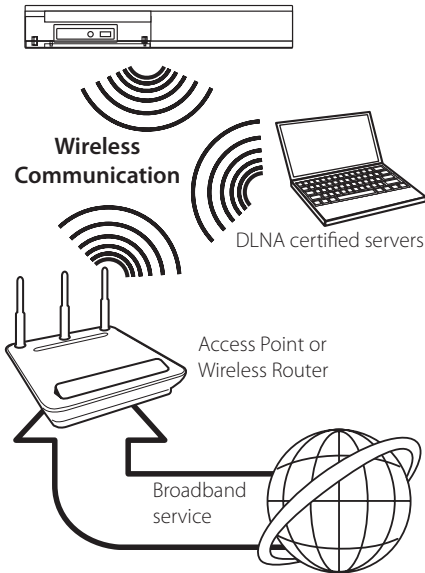 Wireless
Communication
DLNA certified servers
Access Point or
Wireless Router
Broadband
service